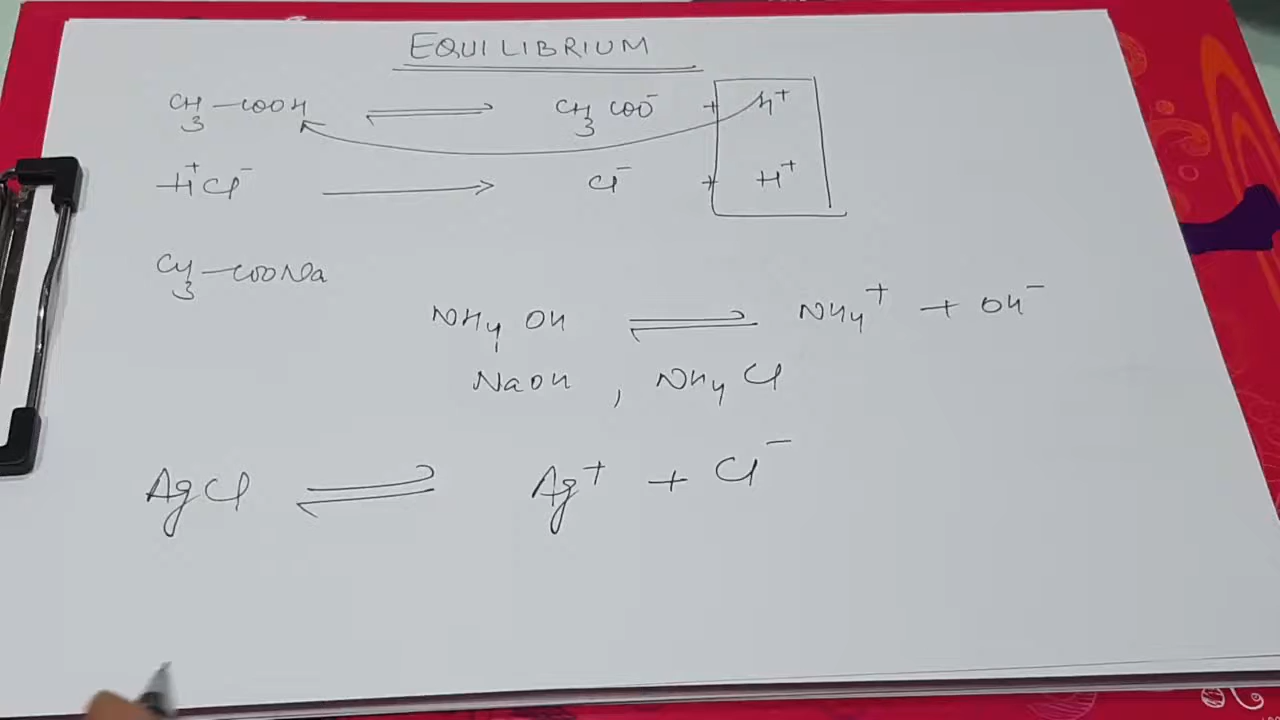 EQUILIBRIUM
CH3-COOH ⇌ CH3COO⁻ + H⁺
H⁺Cl⁻ → Cl⁻ + H⁺
CH3-COONa
NH4OH ⇌ NH4⁺ + OH⁻
NaOH, NH4Cl
AgCl ⇌ Ag⁺ + Cl⁻